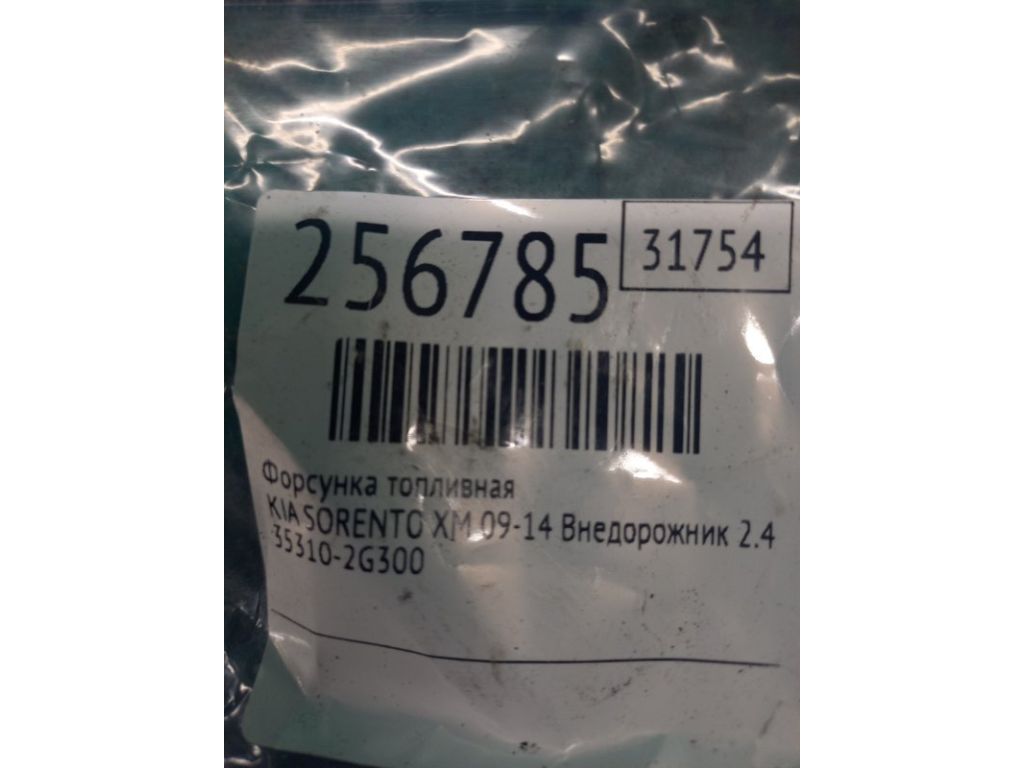 256785
31754
Форсунка топливная
KIA SORENTO XM 09-14 Внедорожник 2.4
35310-2G300